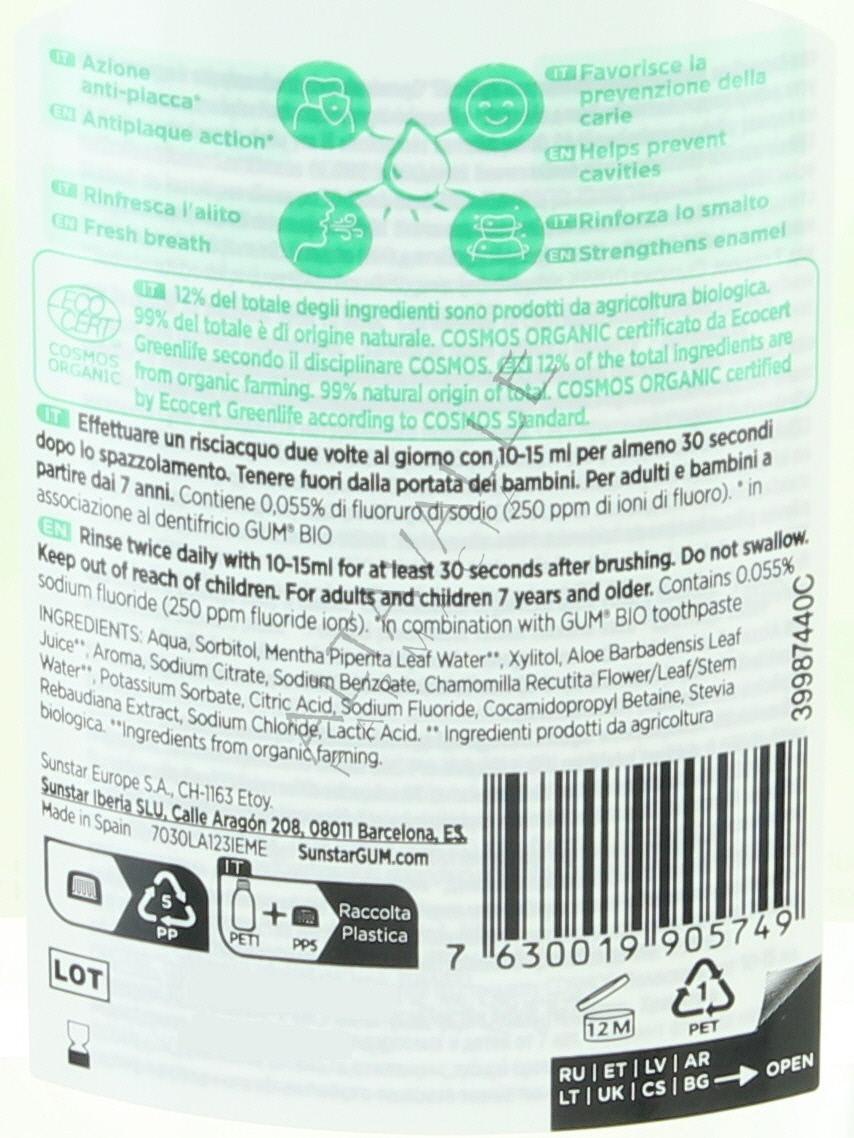 IT Azione
anti-placca*
EN Antiplaque action*
IT Rinfresca l'alito
EN Fresh breath
IT Favorisce la
prevenzione della
carie
EN Helps prevent
cavities
IT Rinforza lo smalto
EN Strengthens enamel
ECO
CERT
COSMOS
ORGANIC
IT 12% del totale degli ingredienti sono prodotti da agricoltura biologica.
99% del totale è di origine naturale. COSMOS ORGANIC certificato da Ecocert
Greenlife secondo il disciplinare COSMOS. EN 12% of the total ingredients are
from organic farming. 99% natural origin of total. COSMOS ORGANIC certified
by Ecocert Greenlife according to COSMOS Standard.
IT Effettuare un risciacquo due volte al giorno con 10-15 ml per almeno 30 secondi
dopo lo spazzolamento. Tenere fuori dalla portata dei bambini. Per adulti e bambini a
partire dai 7 anni. Contiene 0,055% di fluoruro di sodio (250 ppm di ioni di fluoro). * in
associazione al dentifricio GUM® BIO
EN Rinse twice daily with 10-15ml for at least 30 seconds after brushing. Do not swallow.
Keep out of reach of children. For adults and children 7 years and older. Contains 0.055%
sodium fluoride (250 ppm fluoride ions). *in combination with GUM® BIO toothpaste
INGREDIENTS: Aqua, Sorbitol, Mentha Piperita Leaf Water**, Xylitol, Aloe Barbadensis Leaf
Juice**, Aroma, Sodium Citrate, Sodium Benzoate, Chamomilla Recutita Flower/Leaf/Stem
Water**, Potassium Sorbate, Citric Acid, Sodium Fluoride, Cocamidopropyl Betaine, Stevia
Rebaudiana Extract, Sodium Chloride, Lactic Acid. ** Ingredienti prodotti da agricoltura
biologica. **Ingredients from organic farming.
39987440C
ALTAVALLE
FARMACIA
Sunstar Europe S.A., CH-1163 Etoy.
Sunstar Iberia SLU, Calle Aragón 208, 08011 Barcelona, ES.
Made in Spain 7030LA123IEME SunstarGUM.com
5
PP
IT
PET1 + PP5
Raccolta
Plastica
7 630019 905749
LOT
12 M
1
PET
RU | ET | LV | AR
LT | UK | CS | BG
OPEN